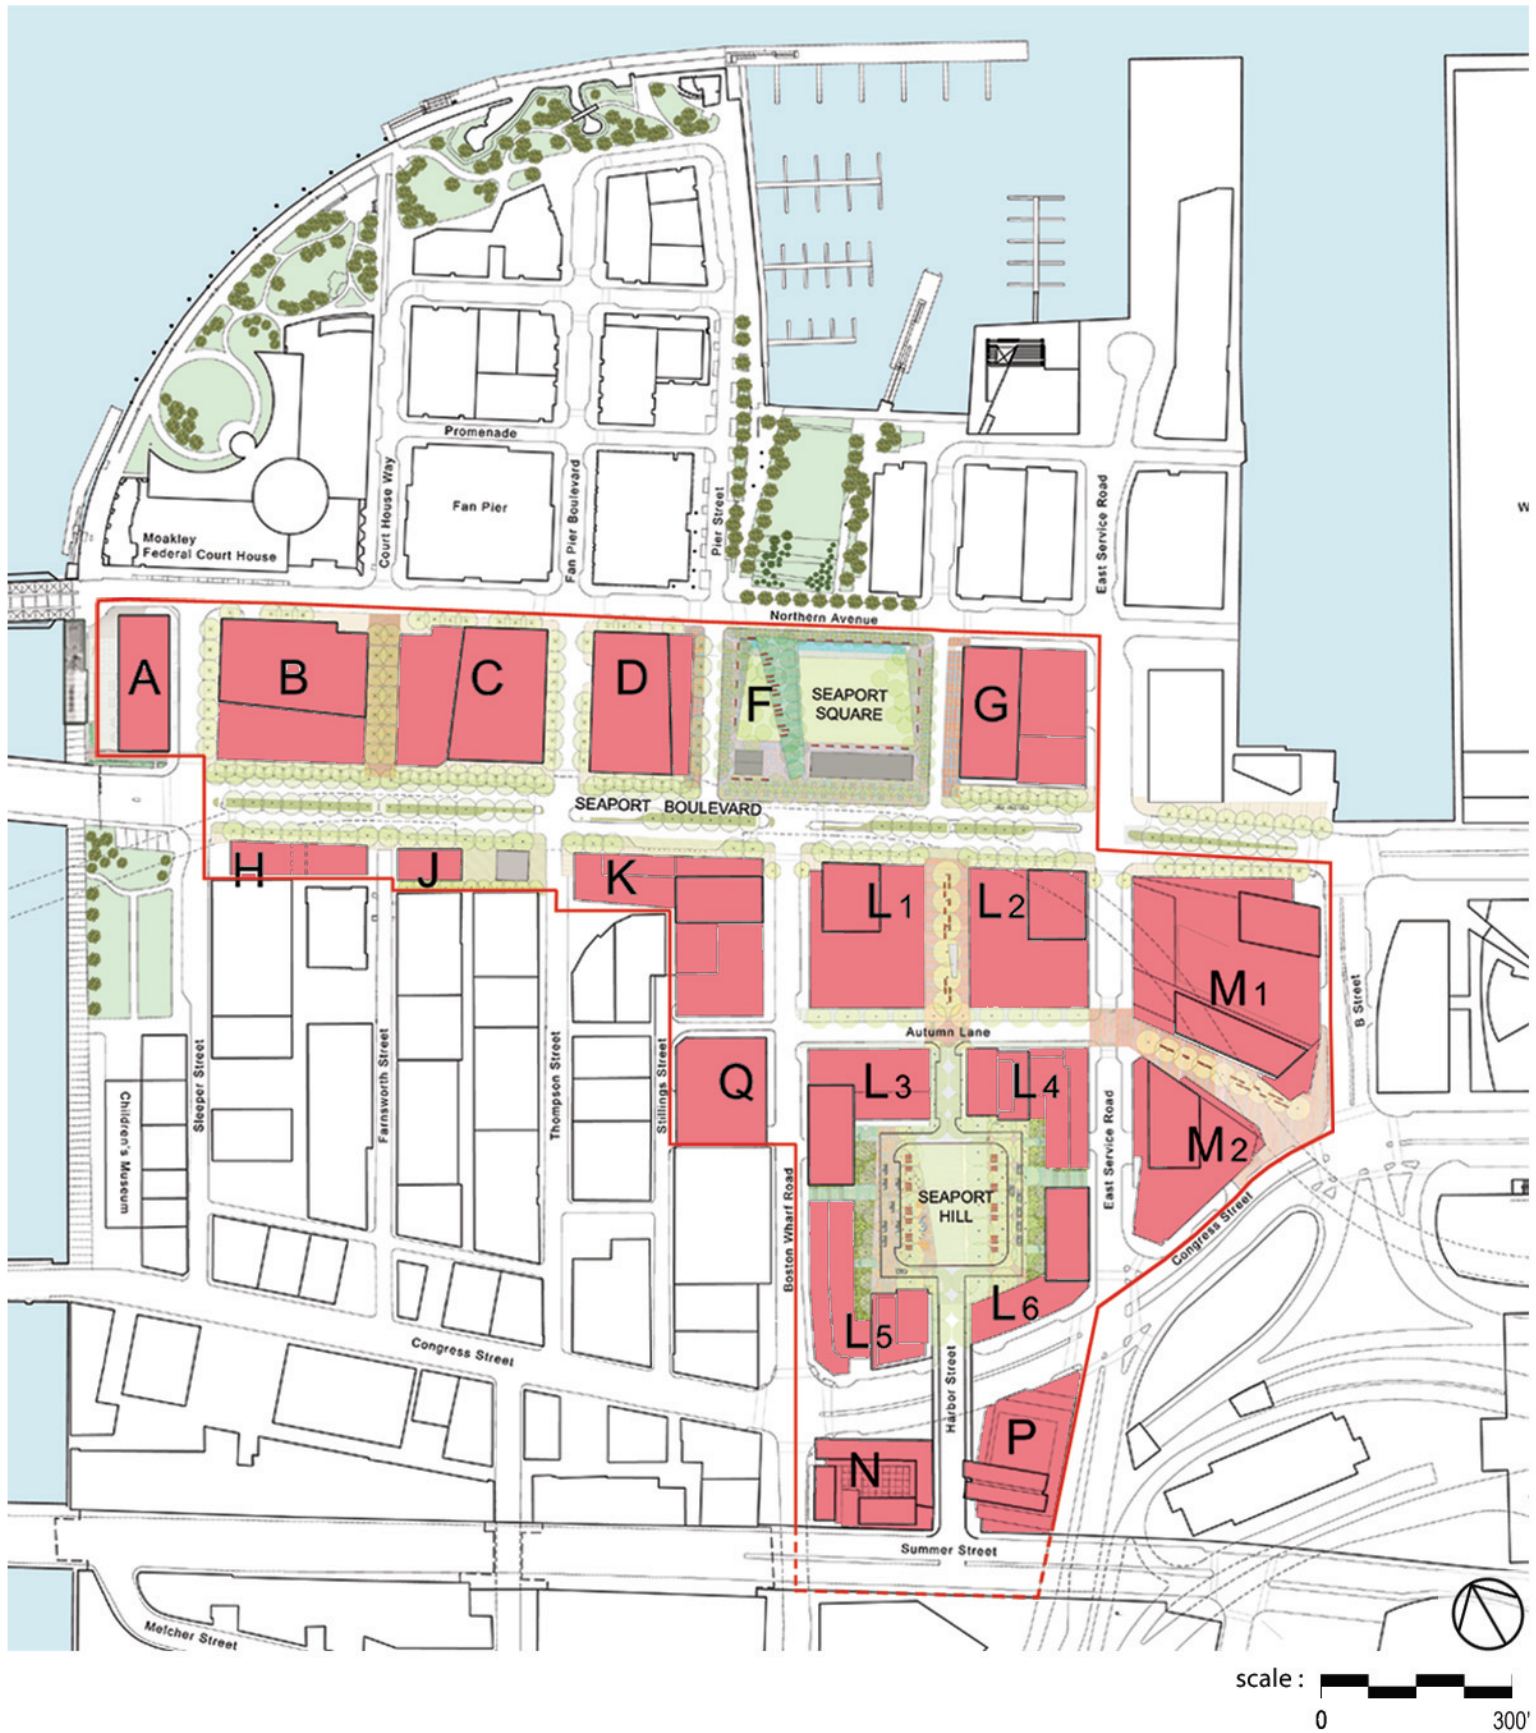 Promenade
Court House Way
Fan Pier Boulevard
Pier Street
East Service Road
Fan Pier
W
Moakley
Federal Court House
Northern Avenue
A
B
C
D
F
SEAPORT
SQUARE
G
SEAPORT BOULEVARD
H
J
K
L1
L2
M1
B Street
Autumn Lane
Children's Museum
Sleeper Street
Farnsworth Street
Thompson Street
Stillings Street
Q
L3
L4
East Service Road
M2
Boston Wharf Road
SEAPORT
HILL
Congress Street
L5
L6
Congress Street
Harbor Street
N
P
Summer Street
Melcher Street
scale :
0 300'